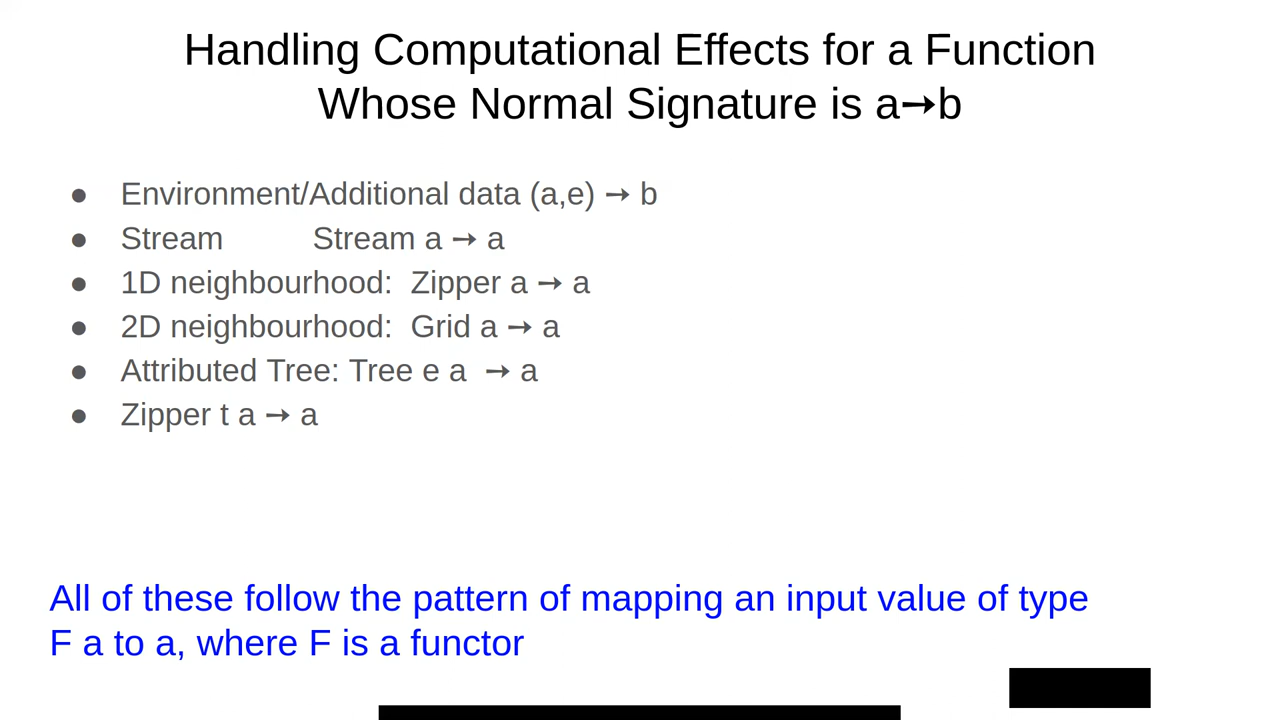 Handling Computational Effects for a Function
Whose Normal Signature is a→b
● Environment/Additional data (a,e) → b
● Stream Stream a → a
● 1D neighbourhood: Zipper a → a
● 2D neighbourhood: Grid a → a
● Attributed Tree: Tree e a → a
● Zipper t a → a
All of these follow the pattern of mapping an input value of type
F a to a, where F is a functor